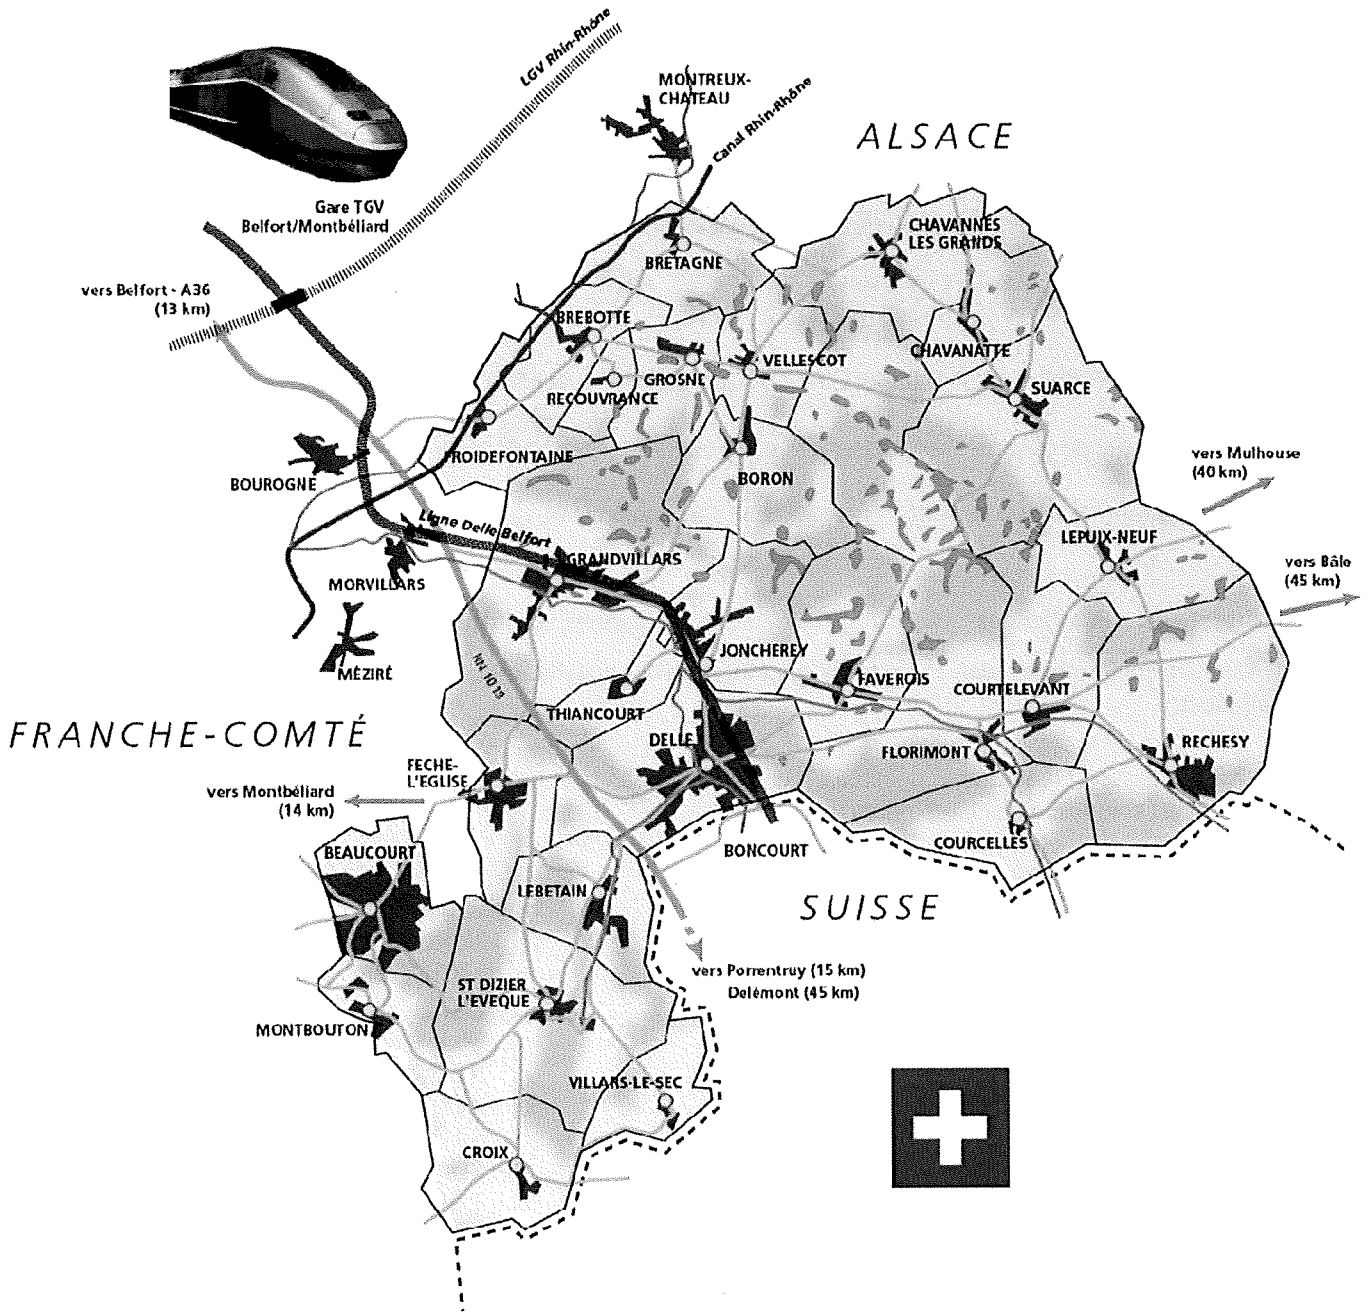 LGV Rhin-Rhône
MONTREUX-
CHATEAU
Canal Rhin-Rhône
ALSACE
Gare TGV
Belfort/Montbéliard
CHAVANNES
LES GRANDS
BRETAGNE
vers Belfort - A36
(13 km)
BREBOTTE
CHAVANATTE
VELLESCOT
GROSNE
SUARCE
RECOUVRANCE
FROIDEFONTAINE
vers Mulhouse
(40 km)
BOUROGNE
BORON
Ligne Delle Belfort
LEPUIX-NEUF
GRANDVILLARS
vers Bâle
(45 km)
MORVILLARS
JONCHEREY
MÉZIRÉ
RN 1019
FAVEROIS
COURTELEVANT
THIANCOURT
FRANCHE-COMTÉ
DELLE
FLORIMONT
RECHESY
FECHE-
L'EGLISE
vers Montbéliard
(14 km)
COURCELLES
BEAUCOURT
BONCOURT
LEBETAIN
SUISSE
vers Porrentruy (15 km)
Delémont (45 km)
ST DIZIER
L'EVEQUE
MONTBOUTON
VILLARS-LE-SEC
CROIX